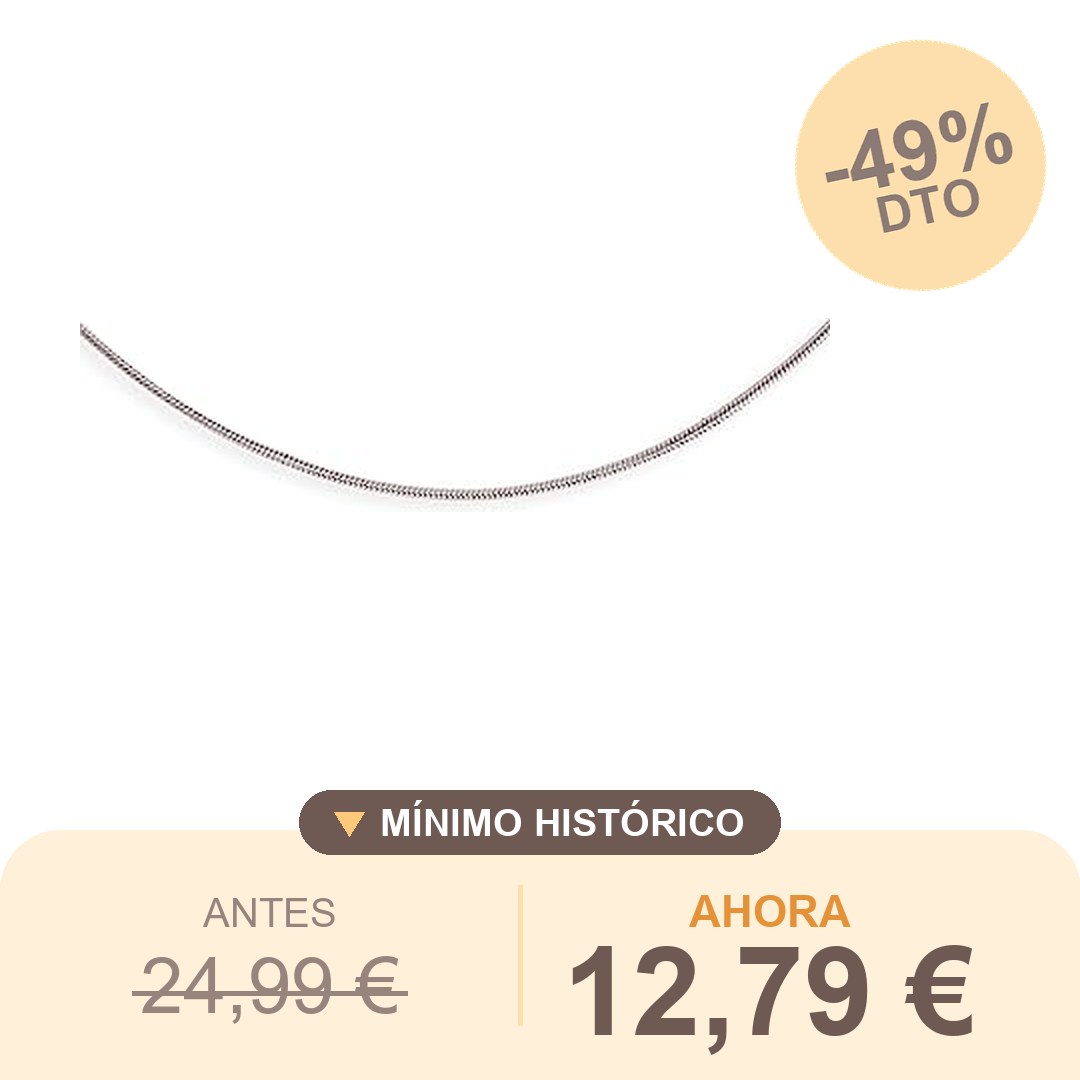 -49%
DTO
MÍNIMO HISTÓRICO
ANTES
24,99 €
AHORA
12,79 €